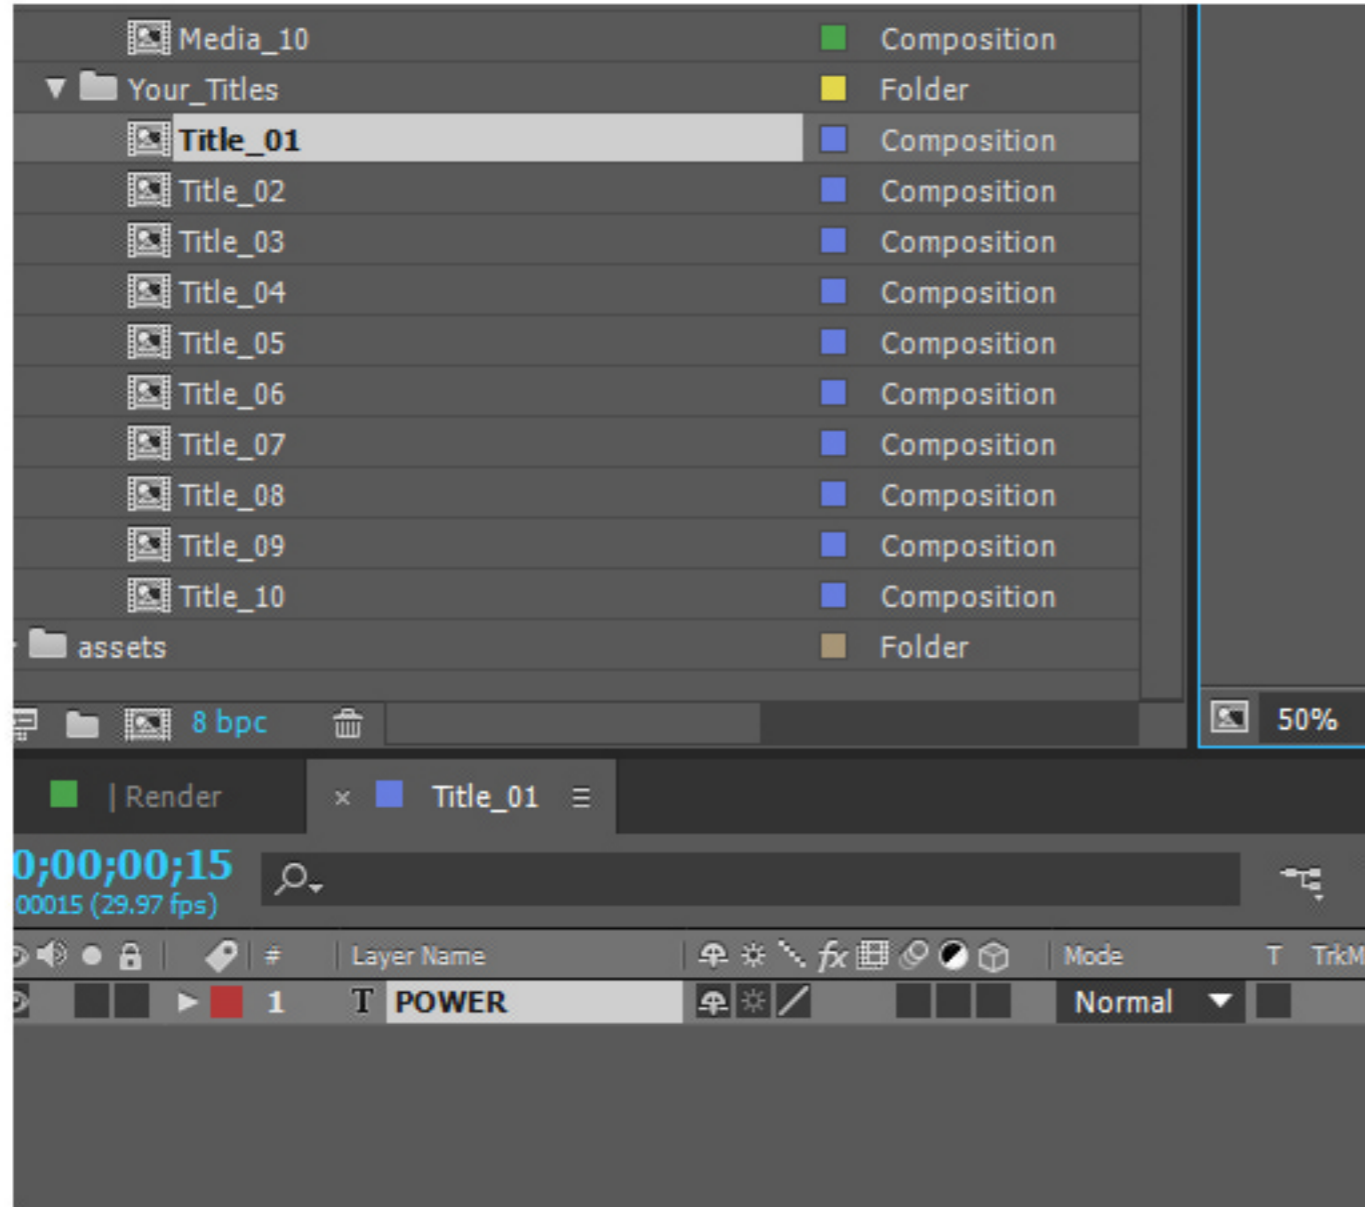 Media_10 Composition
Your_Titles Folder
Title_01 Composition
Title_02 Composition
Title_03 Composition
Title_04 Composition
Title_05 Composition
Title_06 Composition
Title_07 Composition
Title_08 Composition
Title_09 Composition
Title_10 Composition
assets Folder
8 bpc 50%
| Render × Title_01 ≡
0;00;00;15
00015 (29.97 fps)
# Layer Name fx Mode T TrkM
1 T POWER Normal